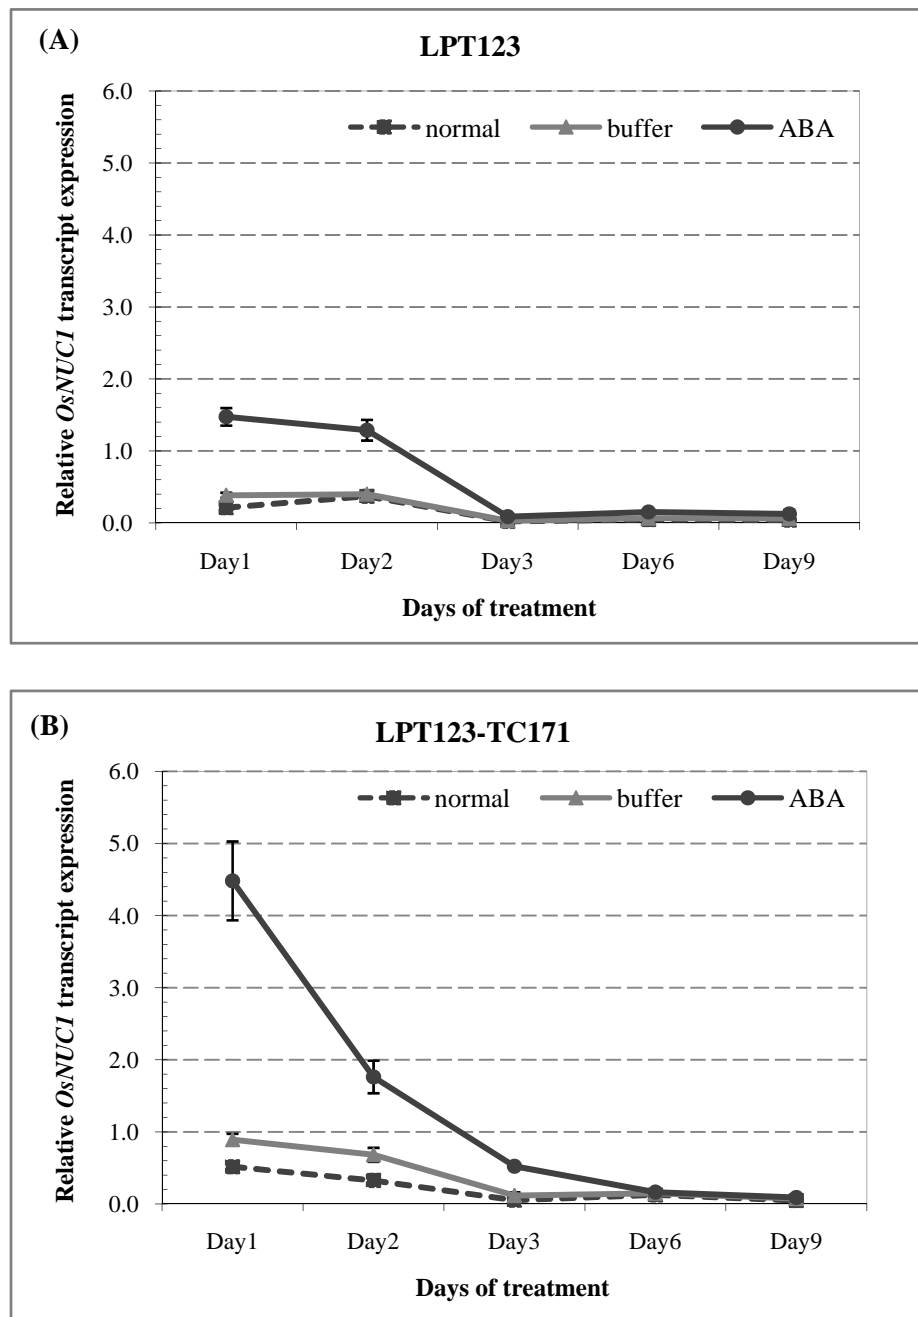 (A)
LPT123
Relative OsNUC1 transcript expression
6.0
5.0
4.0
3.0
2.0
1.0
0.0
normal buffer ABA
Day1 Day2 Day3 Day6 Day9
Days of treatment
(B)
LPT123-TC171
Relative OsNUC1 transcript expression
6.0
5.0
4.0
3.0
2.0
1.0
0.0
normal buffer ABA
Day1 Day2 Day3 Day6 Day9
Days of treatment